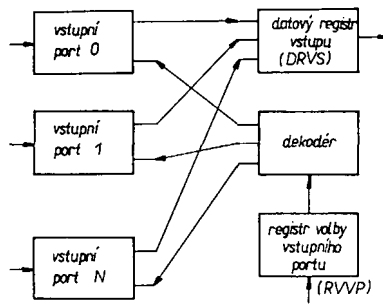 vstupní
port 0
datový registr
vstupu
(DRVS)
vstupní
port 1
dekodér
vstupní
port N
registr volby
vstupního
portu
(RVVP)